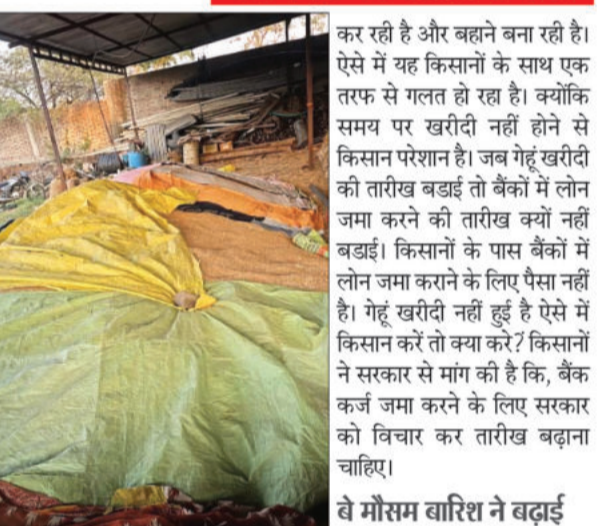 कर रही है और बहाने बना रही है।
ऐसे में यह किसानों के साथ एक
तरफ से गलत हो रहा है। क्योंकि
समय पर खरीदी नहीं होने से
किसान परेशान है। जब गेहूं खरीदी
की तारीख बडाई तो बैंकों में लोन
जमा करने की तारीख क्यों नहीं
बडाई। किसानों के पास बैंकों में
लोन जमा कराने के लिए पैसा नहीं
है। गेहूं खरीदी नहीं हुई है ऐसे में
किसान करें तो क्या करे? किसानों
ने सरकार से मांग की है कि, बैंक
कर्ज जमा करने के लिए सरकार
को विचार कर तारीख बढ़ाना
चाहिए।
बे मौसम बारिश ने बढ़ाई